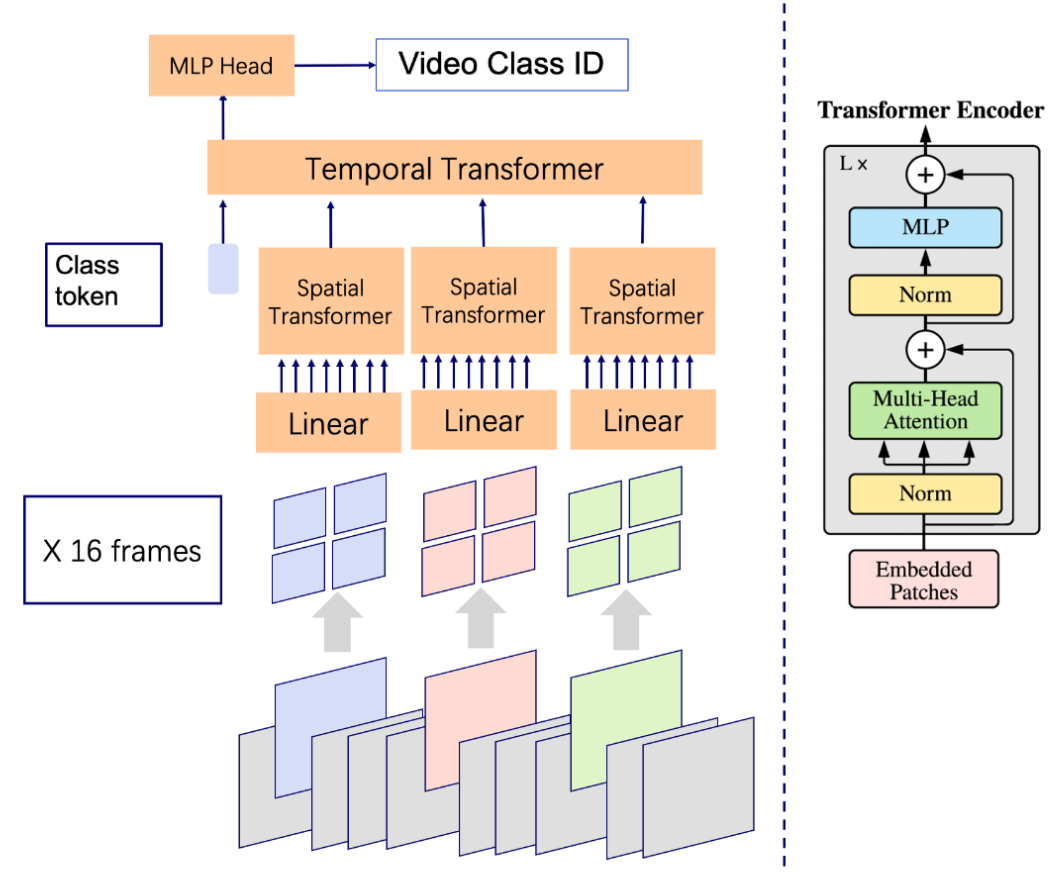 MLP Head
Video Class ID
Temporal Transformer
Class
token
Spatial
Transformer
Spatial
Transformer
Spatial
Transformer
Linear
Linear
Linear
X 16 frames
Transformer Encoder
L ×
+
MLP
Norm
+
Multi-Head
Attention
Norm
Embedded
Patches